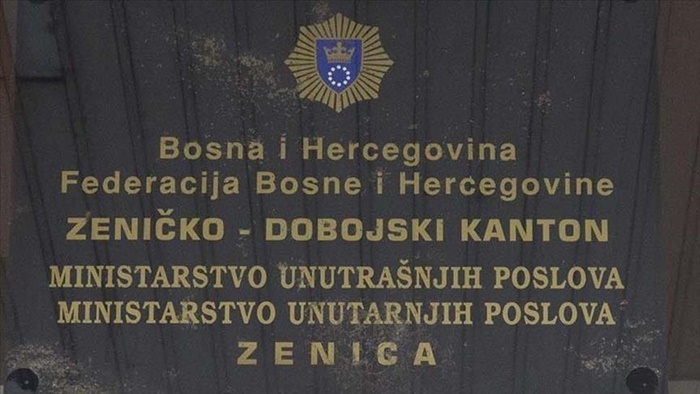 Bosna i Hercegovina
Federacija Bosne i Hercegovine
ZENIČKO - DOBOJSKI KANTON
MINISTARSTVO UNUTRAŠNJIH POSLOVA
MINISTARSTVO UNUTARNJIH POSLOVA
ZENICA